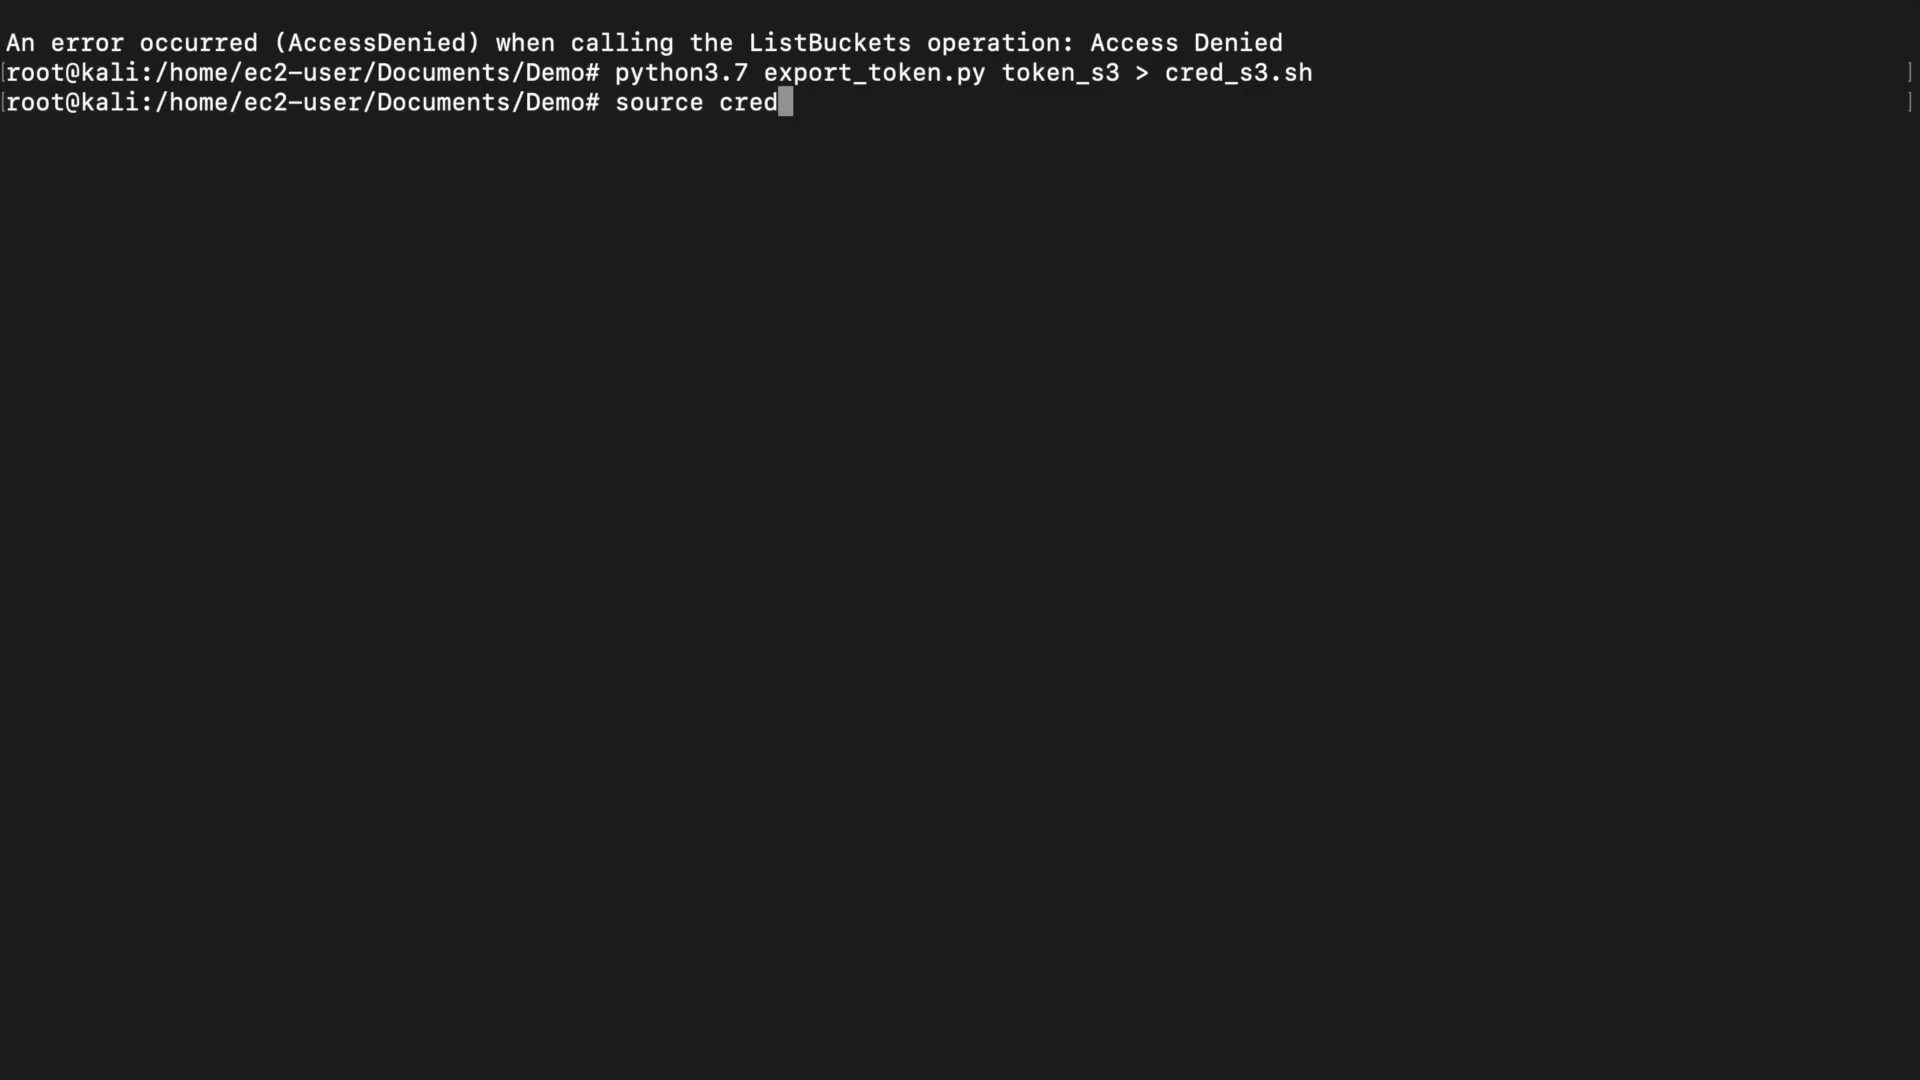 An error occurred (AccessDenied) when calling the ListBuckets operation: Access Denied
[root@kali:/home/ec2-user/Documents/Demo# python3.7 export_token.py token_s3 > cred_s3.sh ]
[root@kali:/home/ec2-user/Documents/Demo# source cred ]